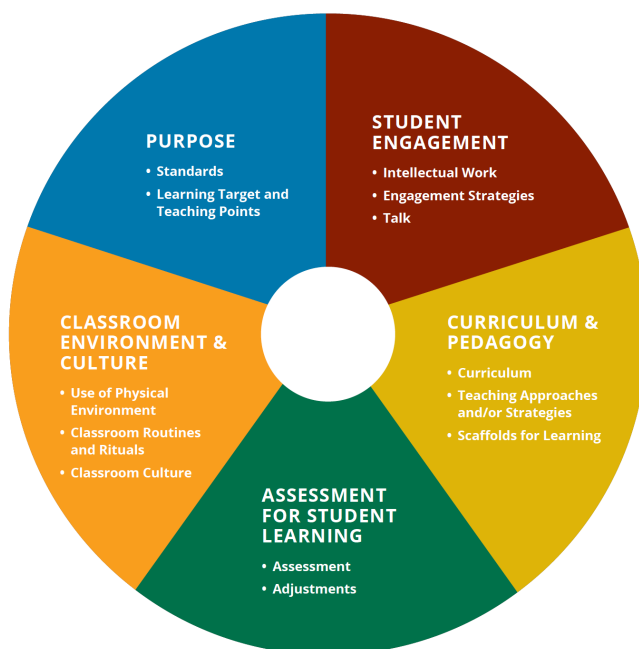 PURPOSE
• Standards
• Learning Target and
Teaching Points
STUDENT
ENGAGEMENT
• Intellectual Work
• Engagement Strategies
• Talk
CURRICULUM &
PEDAGOGY
• Curriculum
• Teaching Approaches
and/or Strategies
• Scaffolds for Learning
ASSESSMENT
FOR STUDENT
LEARNING
• Assessment
• Adjustments
CLASSROOM
ENVIRONMENT &
CULTURE
• Use of Physical
Environment
• Classroom Routines
and Rituals
• Classroom Culture